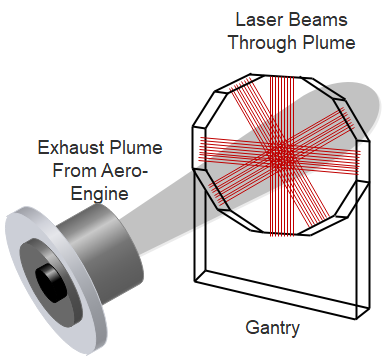 Laser Beams
Through Plume
Exhaust Plume
From Aero-
Engine
Gantry